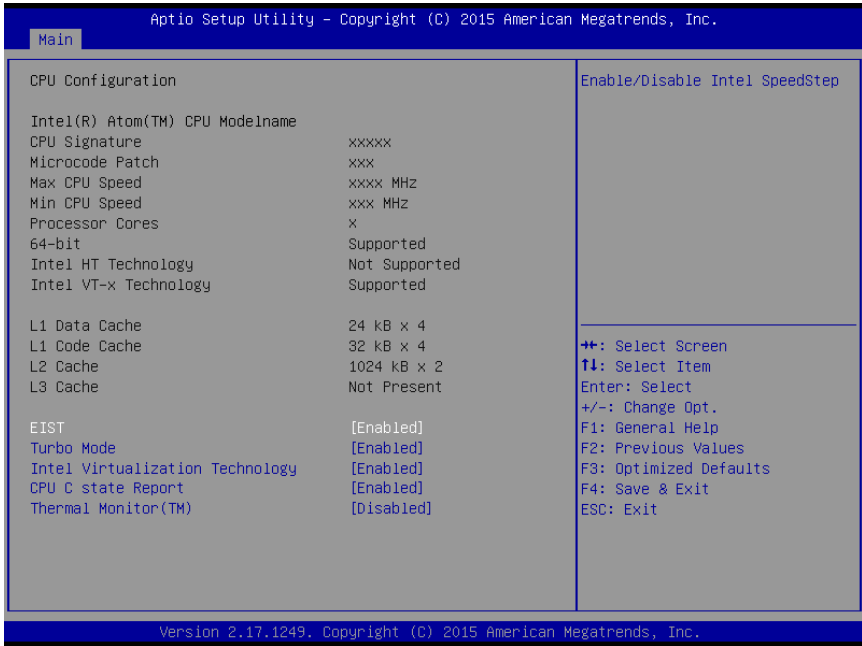 Aptio Setup Utility – Copyright (C) 2015 American Megatrends, Inc.
Main
CPU Configuration
Intel(R) Atom(TM) CPU Modelname
CPU Signature xxxxx
Microcode Patch xxx
Max CPU Speed xxxx MHz
Min CPU Speed xxx MHz
Processor Cores x
64-bit Supported
Intel HT Technology Not Supported
Intel VT-x Technology Supported
L1 Data Cache 24 kB x 4
L1 Code Cache 32 kB x 4
L2 Cache 1024 kB x 2
L3 Cache Not Present
EIST [Enabled]
Turbo Mode [Enabled]
Intel Virtualization Technology [Enabled]
CPU C state Report [Enabled]
Thermal Monitor(TM) [Disabled]
Enable/Disable Intel SpeedStep
→←: Select Screen
↑↓: Select Item
Enter: Select
+/-: Change Opt.
F1: General Help
F2: Previous Values
F3: Optimized Defaults
F4: Save & Exit
ESC: Exit
Version 2.17.1249. Copyright (C) 2015 American Megatrends, Inc.